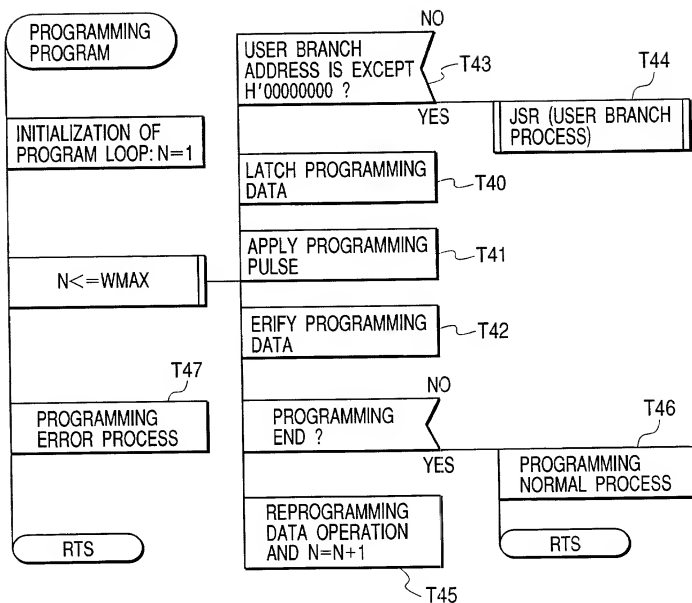 PROGRAMMING
PROGRAM
INITIALIZATION OF
PROGRAM LOOP: N=1
N<=WMAX
T47
PROGRAMMING
ERROR PROCESS
RTS
NO
USER BRANCH
ADDRESS IS EXCEPT
H'00000000 ?
T43
YES
T44
JSR (USER BRANCH
PROCESS)
LATCH PROGRAMMING
DATA
T40
APPLY PROGRAMMING
PULSE
T41
ERIFY PROGRAMMING
DATA
T42
NO
PROGRAMMING
END ?
YES
T46
PROGRAMMING
NORMAL PROCESS
RTS
REPROGRAMMING
DATA OPERATION
AND N=N+1
T45